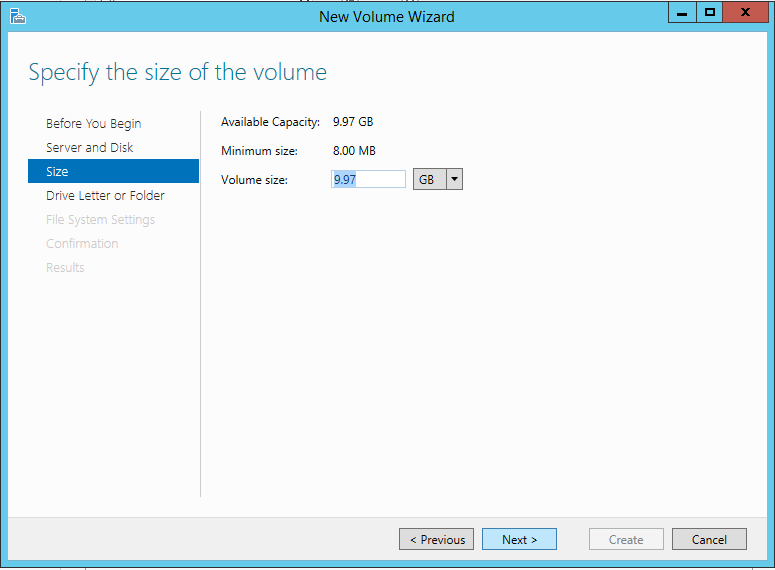 New Volume Wizard
Specify the size of the volume
Before You Begin
Server and Disk
Size
Drive Letter or Folder
File System Settings
Confirmation
Results
Available Capacity: 9.97 GB
Minimum size: 8.00 MB
Volume size: 9.97 GB
< Previous Next > Create Cancel